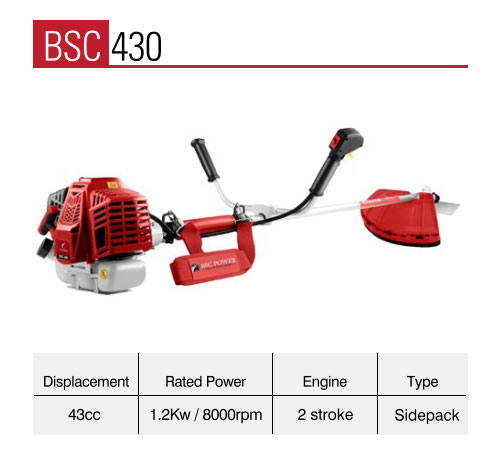 BSC 430
BSC POWER
Displacement Rated Power Engine Type
43cc 1.2Kw / 8000rpm 2 stroke Sidepack